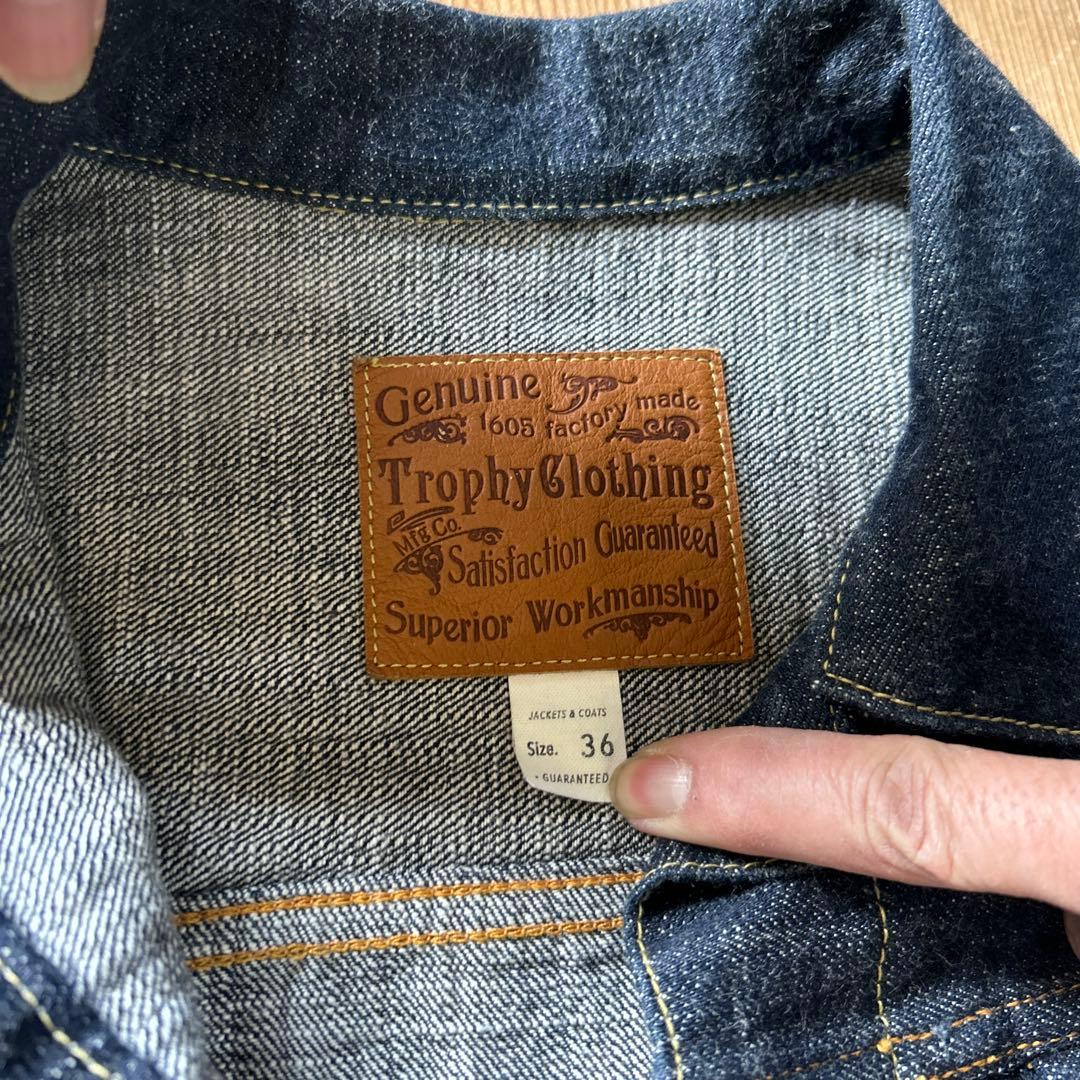 Genuine
1605 factory made
Trophy Clothing
Mfg Co.
Satisfaction Guaranteed
Superior Workmanship
JACKETS & COATS
Size. 36
• GUARANTEED